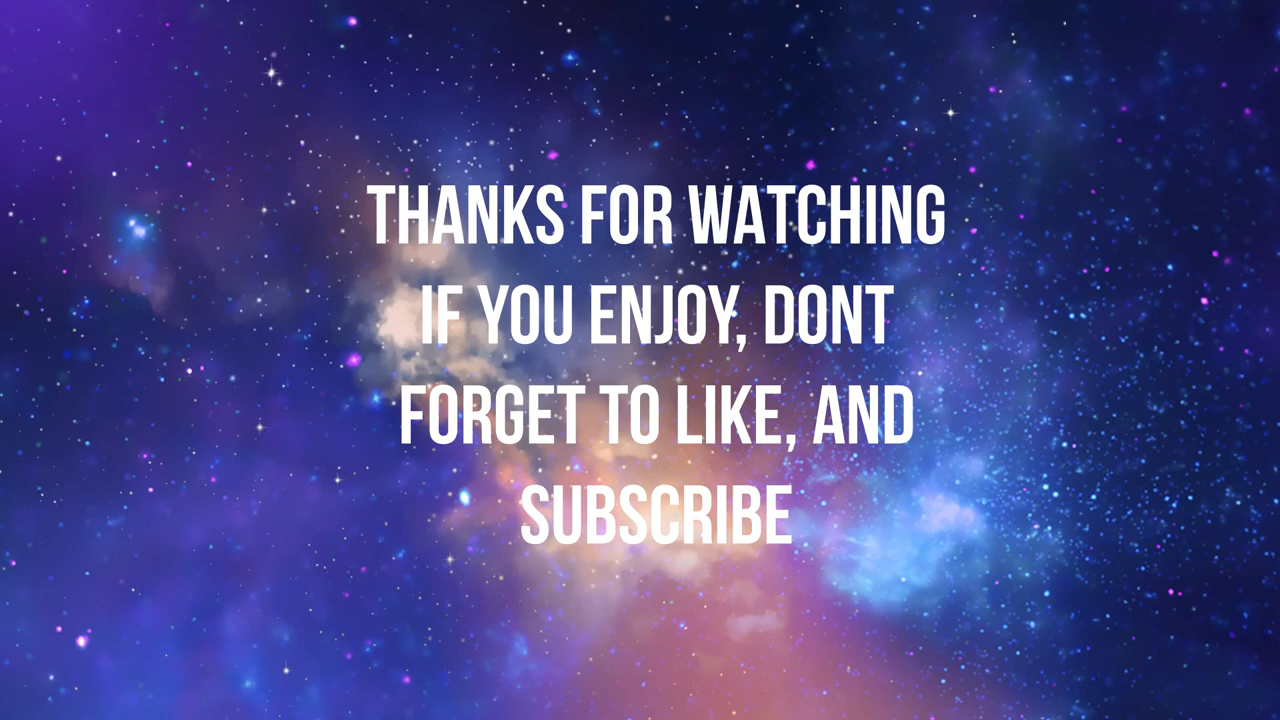 THANKS FOR WATCHING
IF YOU ENJOY, DONT
FORGET TO LIKE, AND
SUBSCRIBE